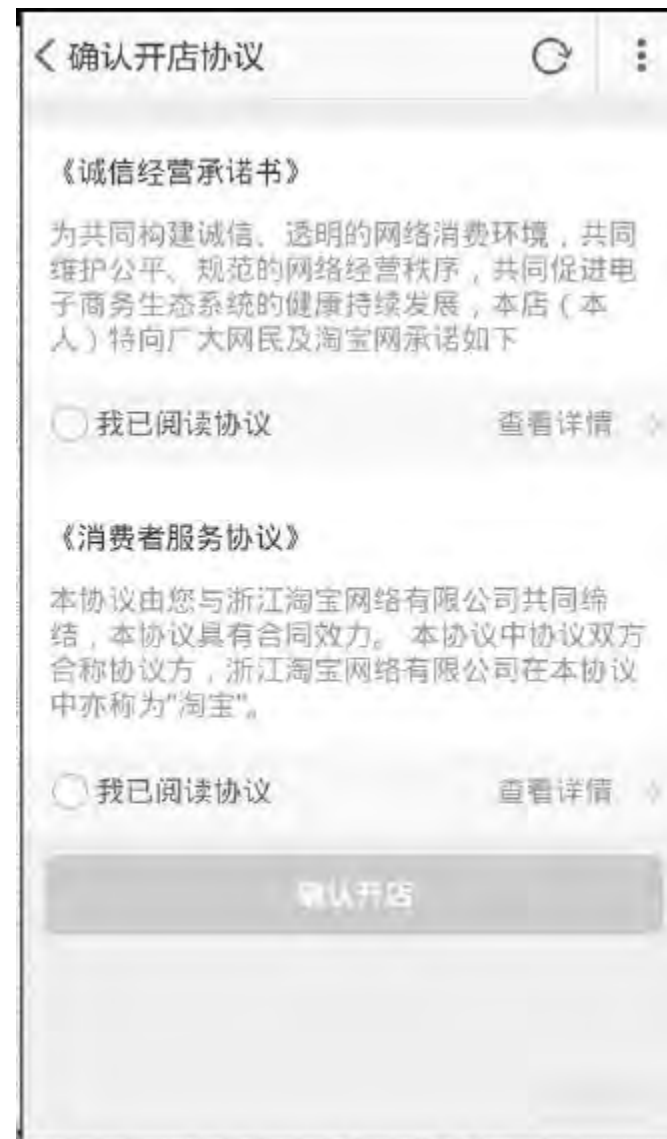 确认开店协议
《诚信经营承诺书》
为共同构建诚信、透明的网络消费环境，共同
维护公平、规范的网络经营秩序，共同促进电
子商务生态系统的健康持续发展，本店（本
人）特向广大网民及淘宝网承诺如下
我已阅读协议 查看详情
《消费者服务协议》
本协议由您与浙江淘宝网络有限公司共同缔
结，本协议具有合同效力。 本协议中协议双方
合称协议方，浙江淘宝网络有限公司在本协议
中亦称为"淘宝"。
我已阅读协议 查看详情
确认开店